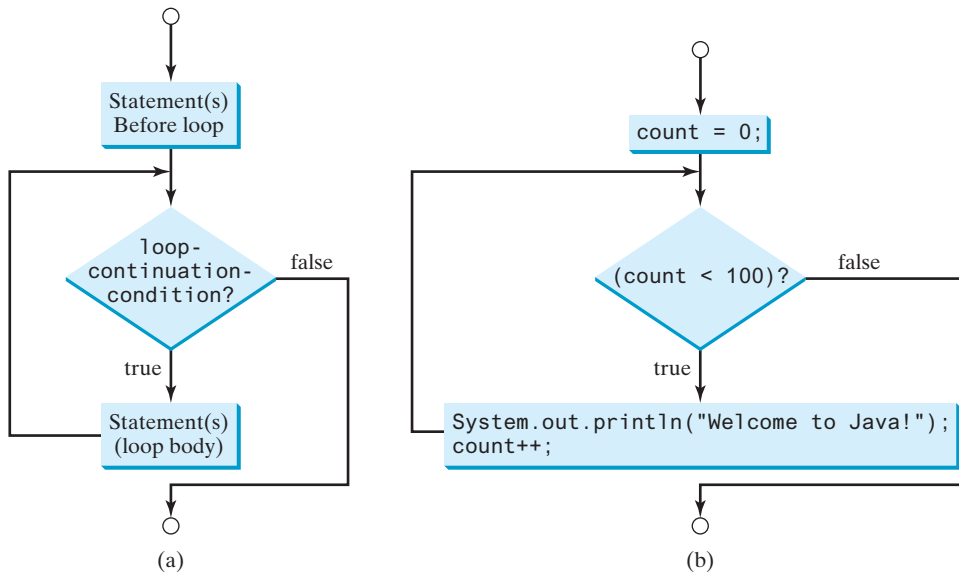 Statement(s)
Before loop
loop-
continuation-
condition?
false
true
Statement(s)
(loop body)
(a)
count = 0;
(count < 100)?
false
true
System.out.println("Welcome to Java!");
count++;
(b)